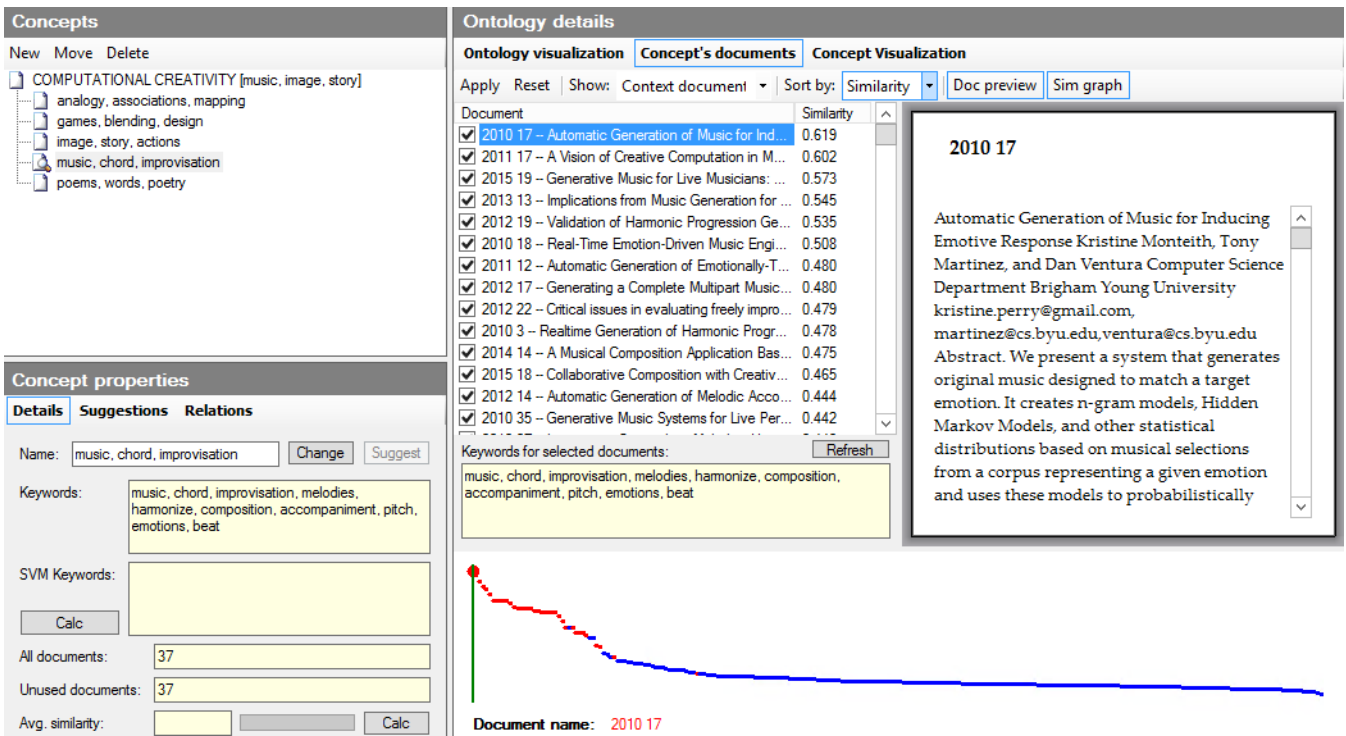 Concepts
New Move Delete
COMPUTATIONAL CREATIVITY [music, image, story]
analogy, associations, mapping
games, blending, design
image, story, actions
music, chord, improvisation
poems, words, poetry
Concept properties
Details Suggestions Relations
Name: music, chord, improvisation Change Suggest
Keywords: music, chord, improvisation, melodies,
harmonize, composition, accompaniment, pitch,
emotions, beat
SVM Keywords:
Calc
All documents: 37
Unused documents: 37
Avg. similarity: Calc
Ontology details
Ontology visualization Concept's documents Concept Visualization
Apply Reset Show: Context document Sort by: Similarity Doc preview Sim graph
Document Similarity
2010 17 -- Automatic Generation of Music for Ind... 0.619
2011 17 -- A Vision of Creative Computation in M... 0.602
2015 19 -- Generative Music for Live Musicians: ... 0.573
2013 13 -- Implications from Music Generation for ... 0.545
2012 19 -- Validation of Harmonic Progression Ge... 0.535
2010 18 -- Real-Time Emotion-Driven Music Engi... 0.508
2011 12 -- Automatic Generation of Emotionally-T... 0.480
2012 17 -- Generating a Complete Multipart Music... 0.480
2012 22 -- Critical issues in evaluating freely impro... 0.479
2010 3 -- Realtime Generation of Harmonic Progr... 0.478
2014 14 -- A Musical Composition Application Bas... 0.475
2015 18 -- Collaborative Composition with Creativ... 0.465
2012 14 -- Automatic Generation of Melodic Acco... 0.444
2010 35 -- Generative Music Systems for Live Per... 0.442
Keywords for selected documents: Refresh
music, chord, improvisation, melodies, harmonize, composition,
accompaniment, pitch, emotions, beat
2010 17
Automatic Generation of Music for Inducing
Emotive Response Kristine Monteith, Tony
Martinez, and Dan Ventura Computer Science
Department Brigham Young University
kristine.perry@gmail.com,
martinez@cs.byu.edu,ventura@cs.byu.edu
Abstract. We present a system that generates
original music designed to match a target
emotion. It creates n-gram models, Hidden
Markov Models, and other statistical
distributions based on musical selections
from a corpus representing a given emotion
and uses these models to probabilistically
Document name: 2010 17